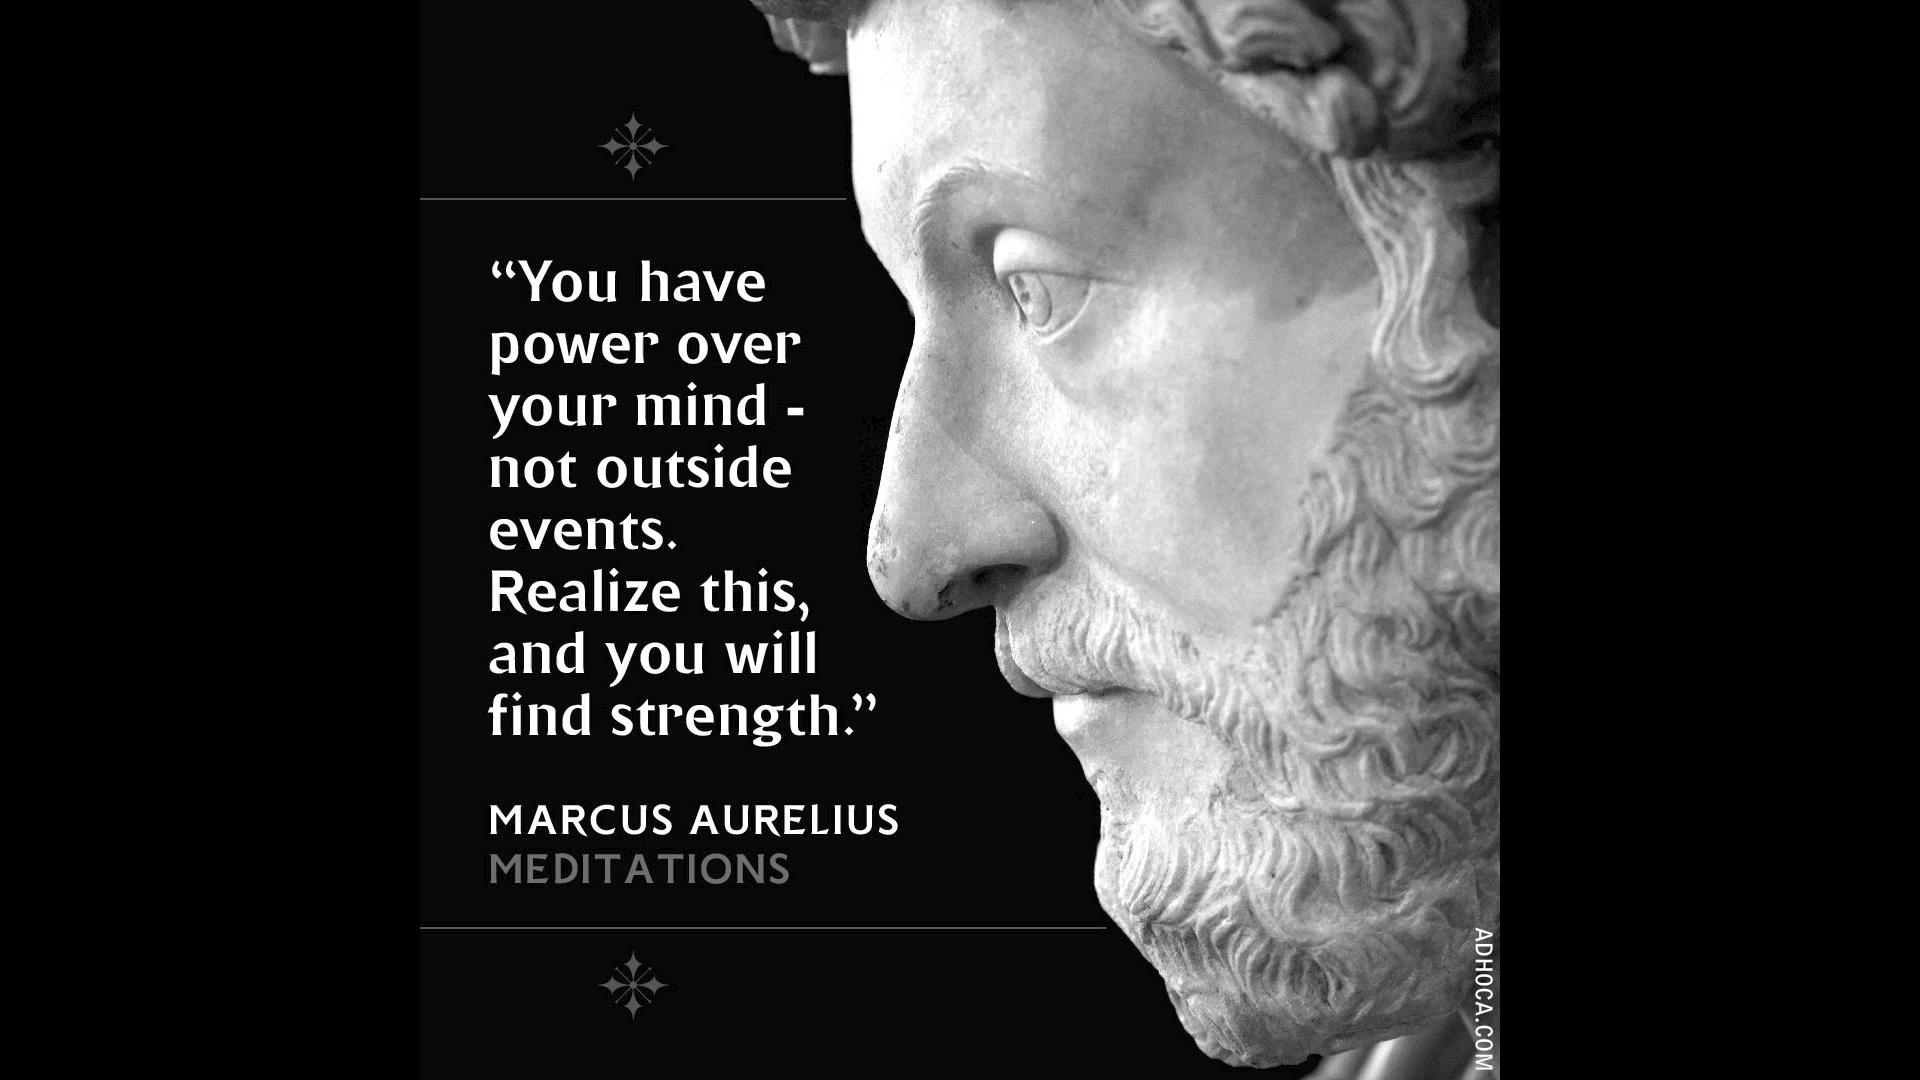 “You have
power over
your mind -
not outside
events.
Realize this,
and you will
find strength.”
MARCUS AURELIUS
MEDITATIONS
ADHOCA.COM